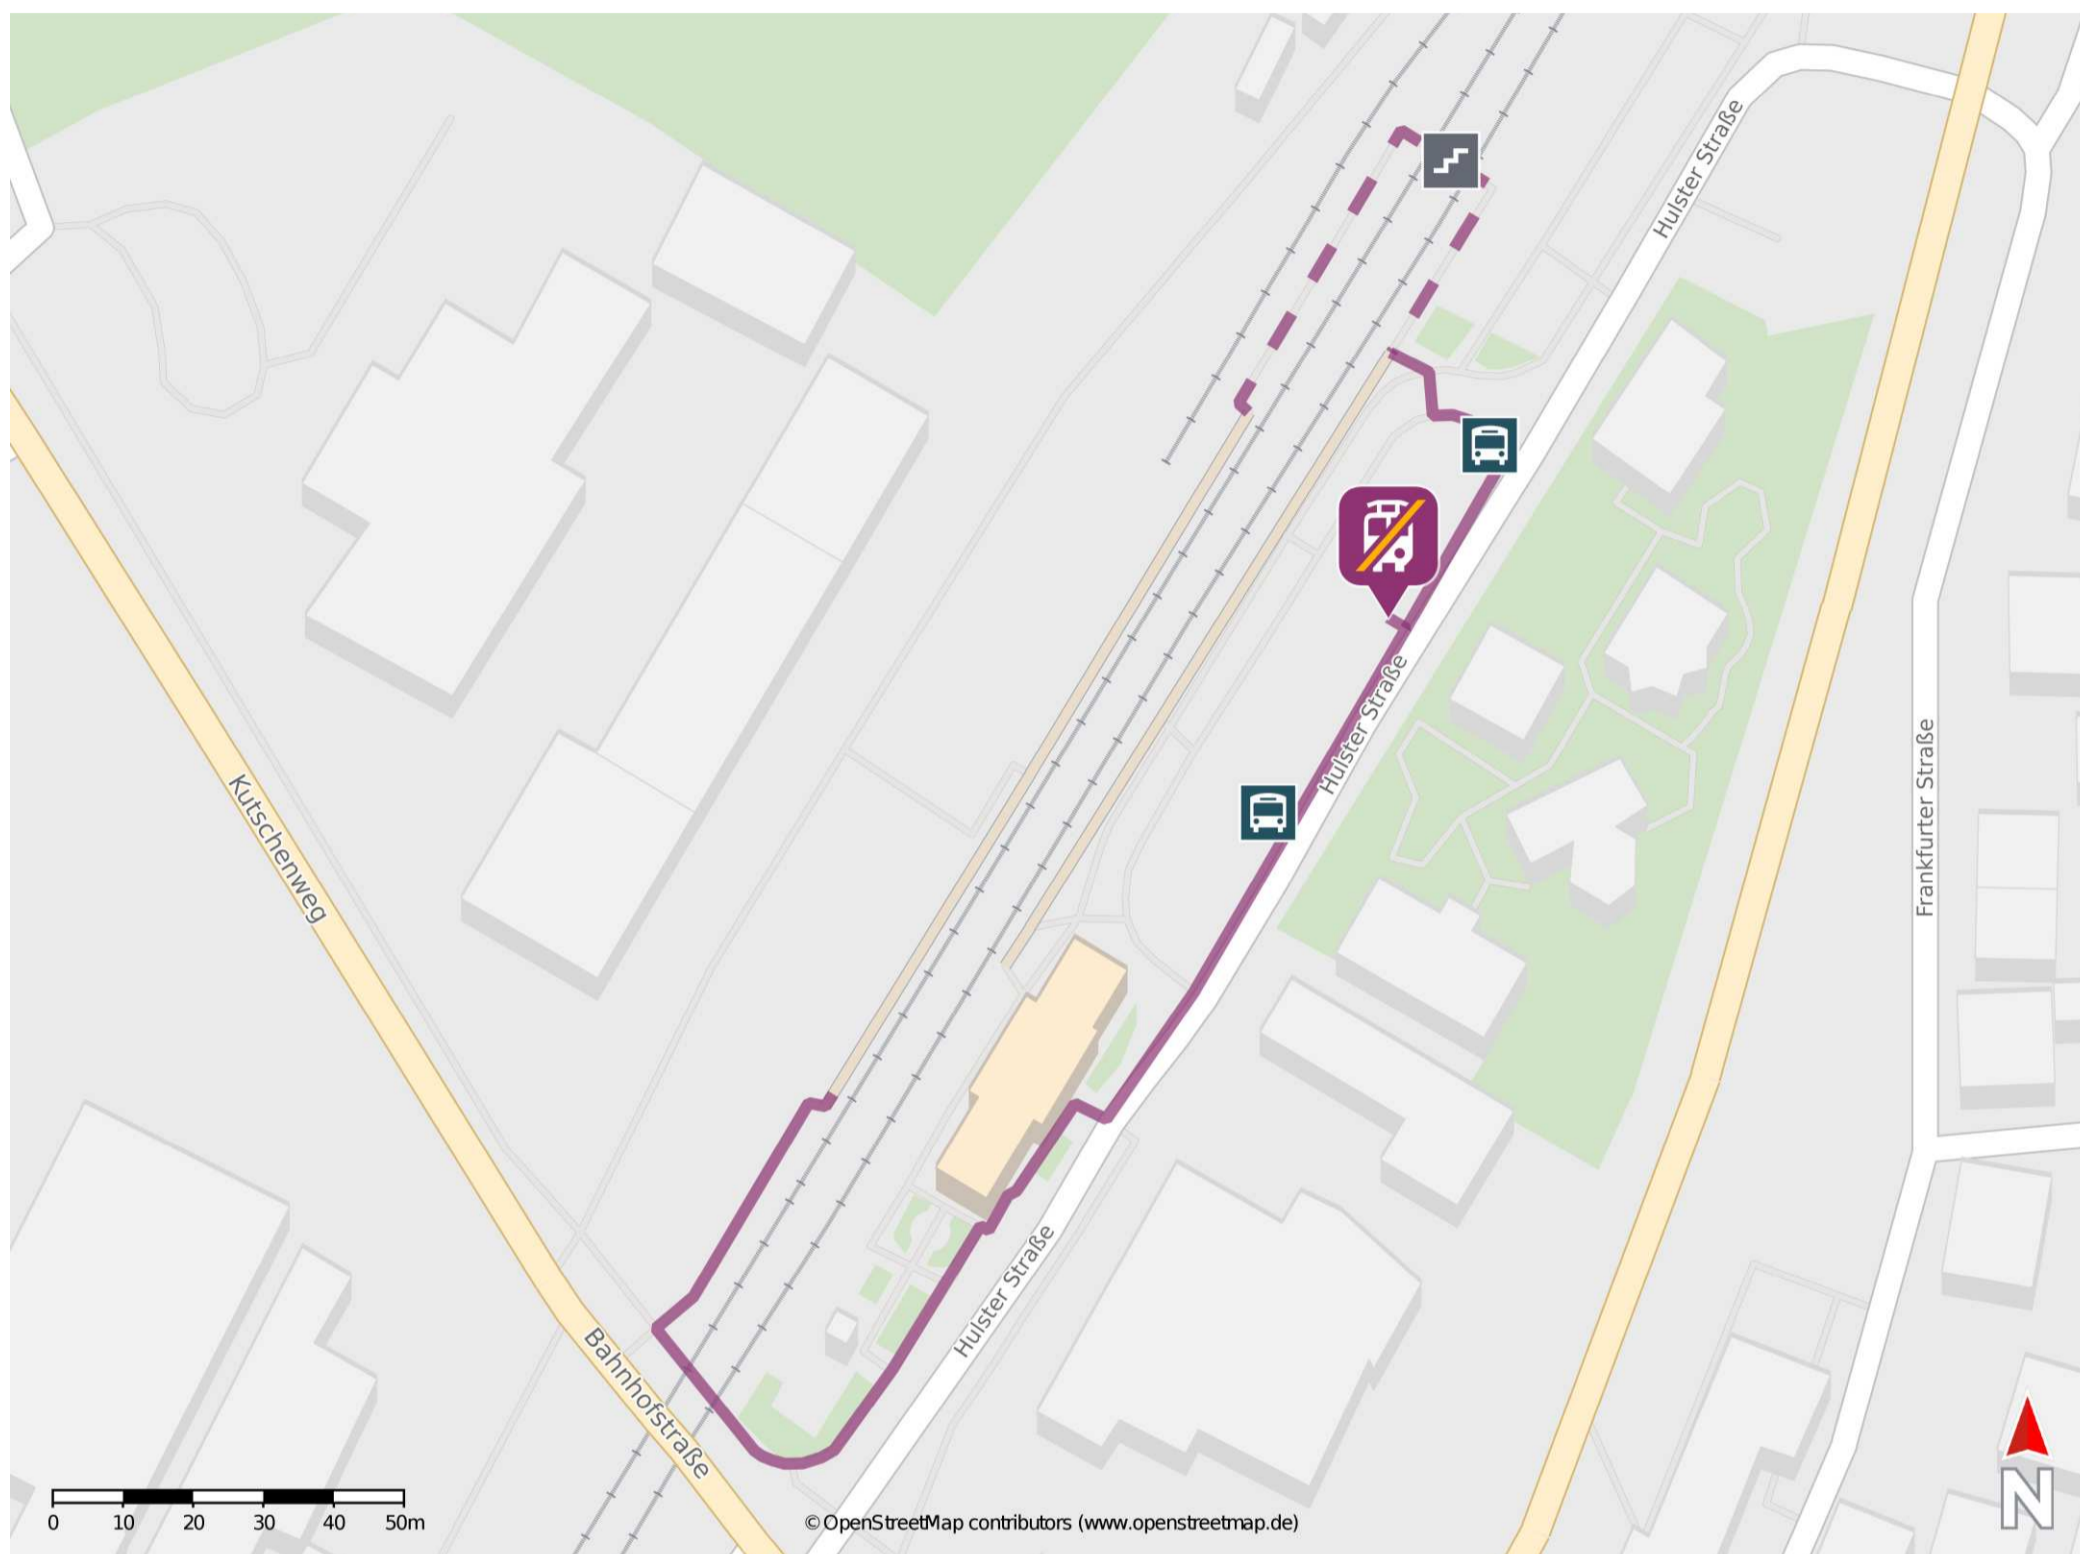 Hulster Straße
Hulster Straße
Frankfurter Straße
Kutschenweg
Hulster Straße
Bahnhofstraße
0 10 20 30 40 50m
© OpenStreetMap contributors (www.openstreetmap.de)
N